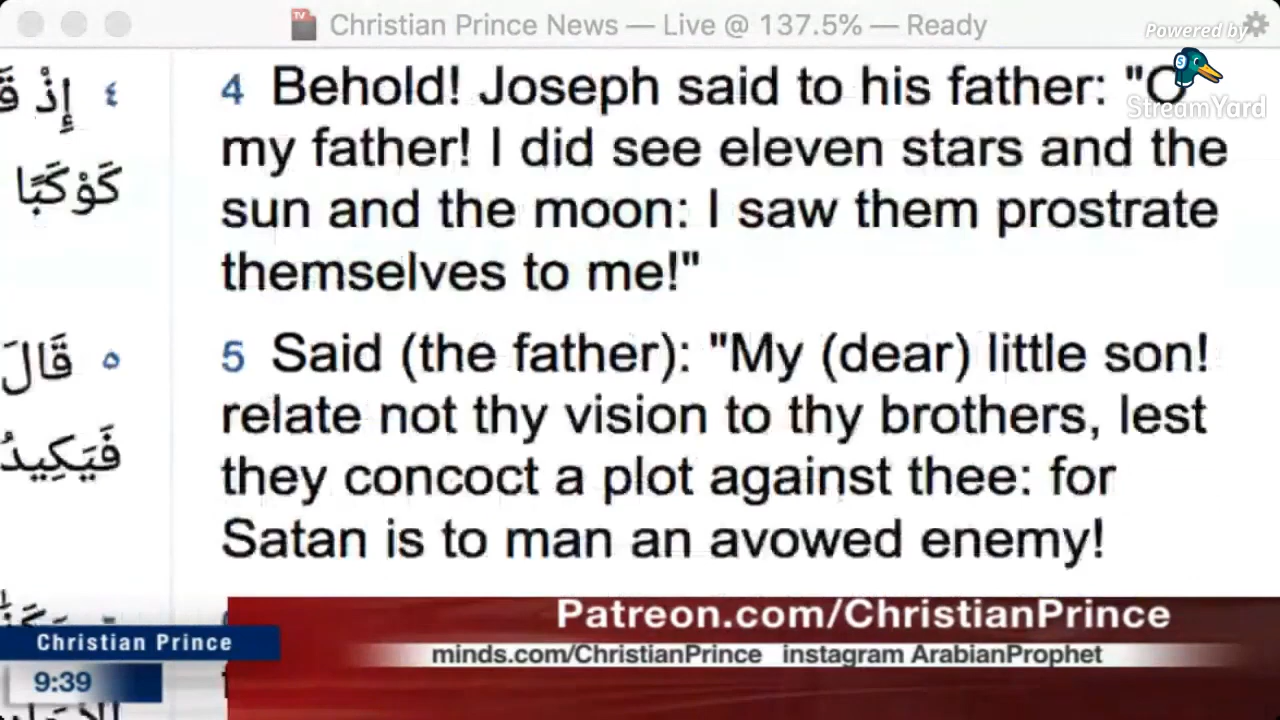 Christian Prince News — Live @ 137.5% — Ready
Powered by
StreamYard
٤ إِذْ
كَوْكَبًا
4 Behold! Joseph said to his father: "O
my father! I did see eleven stars and the
sun and the moon: I saw them prostrate
themselves to me!"
٥ قَالَ
5 Said (the father): "My (dear) little son!
relate not thy vision to thy brothers, lest
they concoct a plot against thee: for
Satan is to man an avowed enemy!
Patreon.com/ChristianPrince
Christian Prince
minds.com/ChristianPrince instagram ArabianProphet
9:39